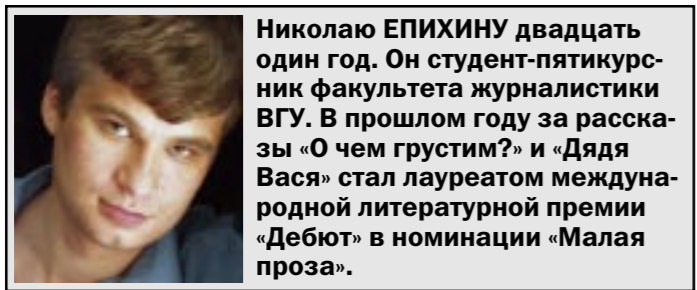 Николаю ЕПИХИНУ двадцать
один год. Он студент-пятикурс-
ник факультета журналистики
ВГУ. В прошлом году за расска-
зы «О чем грустим?» и «Дядя
Вася» стал лауреатом междуна-
родной литературной премии
«Дебют» в номинации «Малая
проза».